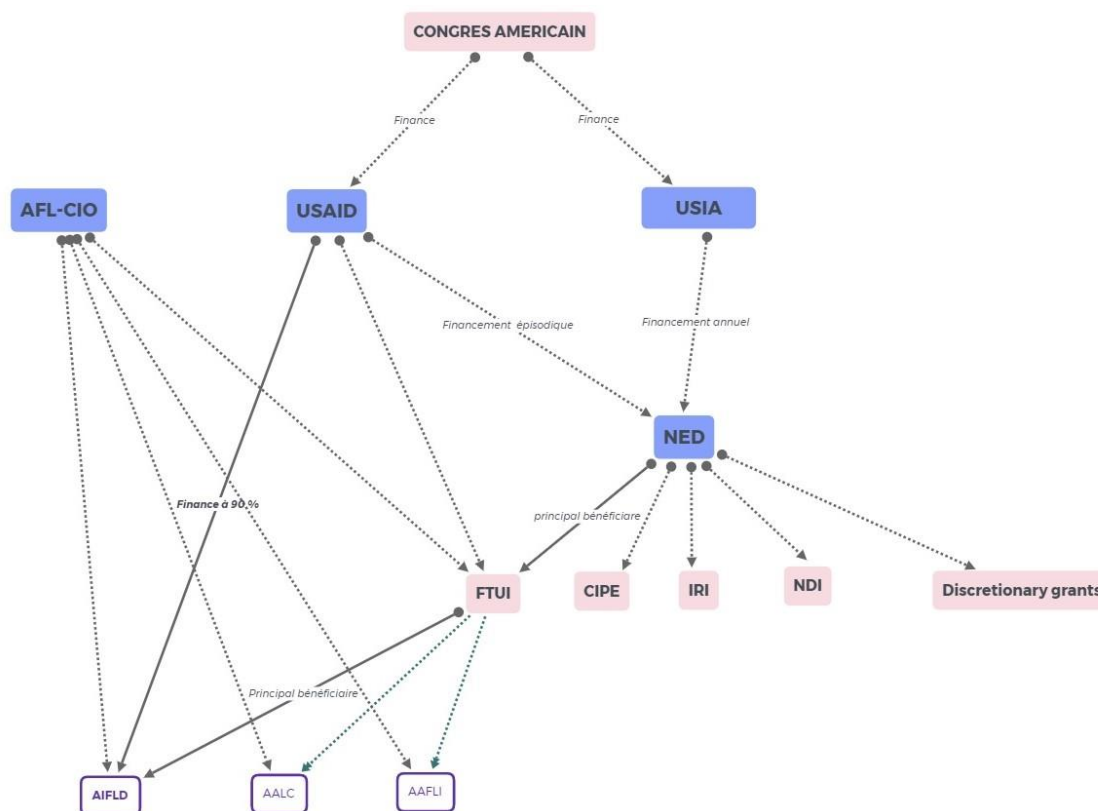 CONGRES AMERICAIN
Finance
Finance
AFL-CIO
USAID
USIA
Financement épisodique
Financement annuel
NED
Finance à 90 %
principal bénéficiare
FTUI
CIPE
IRI
NDI
Discretionary grants
Principal bénéficiaire
AIFLD
AALC
AAFLI